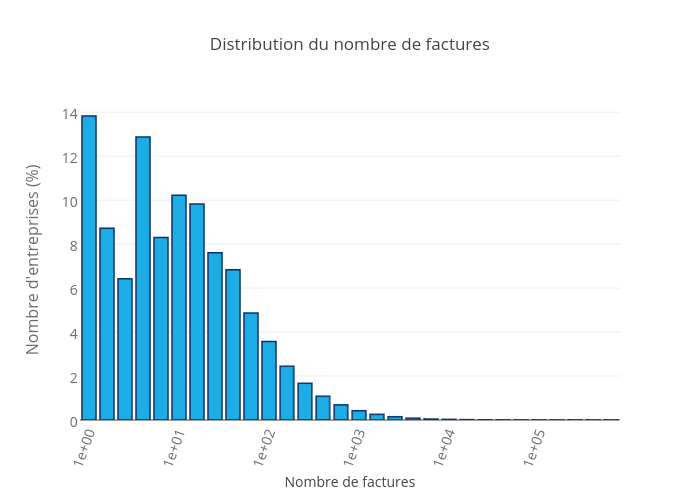 Distribution du nombre de factures
Nombre d'entreprises (%)
14
12
10
8
6
4
2
0
1e+00
1e+01
1e+02
1e+03
1e+04
1e+05
Nombre de factures